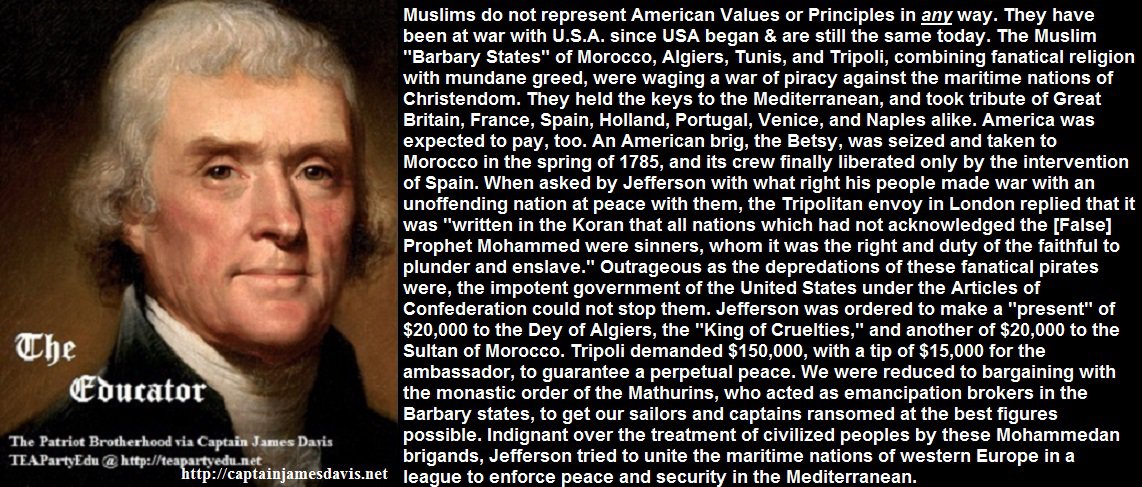 Muslims do not represent American Values or Principles in any way. They have
been at war with U.S.A. since USA began & are still the same today. The Muslim
"Barbary States" of Morocco, Algiers, Tunis, and Tripoli, combining fanatical religion
with mundane greed, were waging a war of piracy against the maritime nations of
Christendom. They held the keys to the Mediterranean, and took tribute of Great
Britain, France, Spain, Holland, Portugal, Venice, and Naples alike. America was
expected to pay, too. An American brig, the Betsy, was seized and taken to
Morocco in the spring of 1785, and its crew finally liberated only by the intervention
of Spain. When asked by Jefferson with what right his people made war with an
unoffending nation at peace with them, the Tripolitan envoy in London replied that it
was "written in the Koran that all nations which had not acknowledged the [False]
Prophet Mohammed were sinners, whom it was the right and duty of the faithful to
plunder and enslave." Outrageous as the depredations of these fanatical pirates
were, the impotent government of the United States under the Articles of
Confederation could not stop them. Jefferson was ordered to make a "present" of
$20,000 to the Dey of Algiers, the "King of Cruelties," and another of $20,000 to the
Sultan of Morocco. Tripoli demanded $150,000, with a tip of $15,000 for the
ambassador, to guarantee a perpetual peace. We were reduced to bargaining with
the monastic order of the Mathurins, who acted as emancipation brokers in the
Barbary states, to get our sailors and captains ransomed at the best figures
possible. Indignant over the treatment of civilized peoples by these Mohammedan
brigands, Jefferson tried to unite the maritime nations of western Europe in a
league to enforce peace and security in the Mediterranean.
The
Educator
The Patriot Brotherhood via Captain James Davis
TEAPartyEdu @ http://teapartyedu.net
http://captainjamesdavis.net